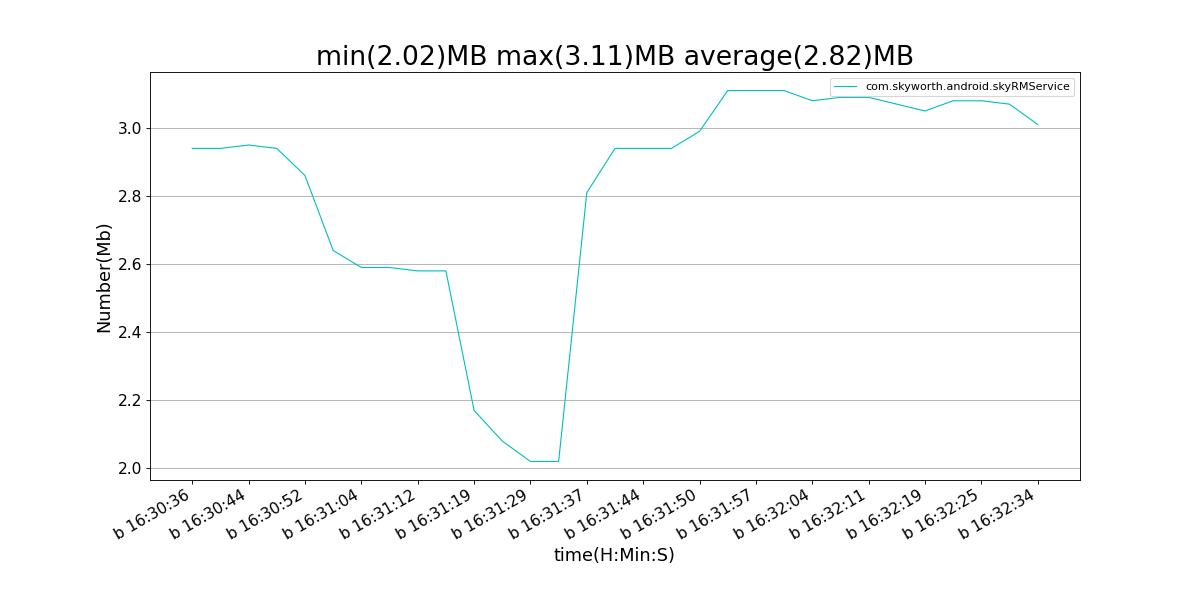 min(2.02)MB max(3.11)MB average(2.82)MB
com.skyworth.android.skyRMService
Number(Mb)
3.0
2.8
2.6
2.4
2.2
2.0
b 16:30:36
b 16:30:44
b 16:30:52
b 16:31:04
b 16:31:12
b 16:31:19
b 16:31:29
b 16:31:37
b 16:31:44
b 16:31:50
b 16:31:57
b 16:32:04
b 16:32:11
b 16:32:19
b 16:32:25
b 16:32:34
time(H:Min:S)